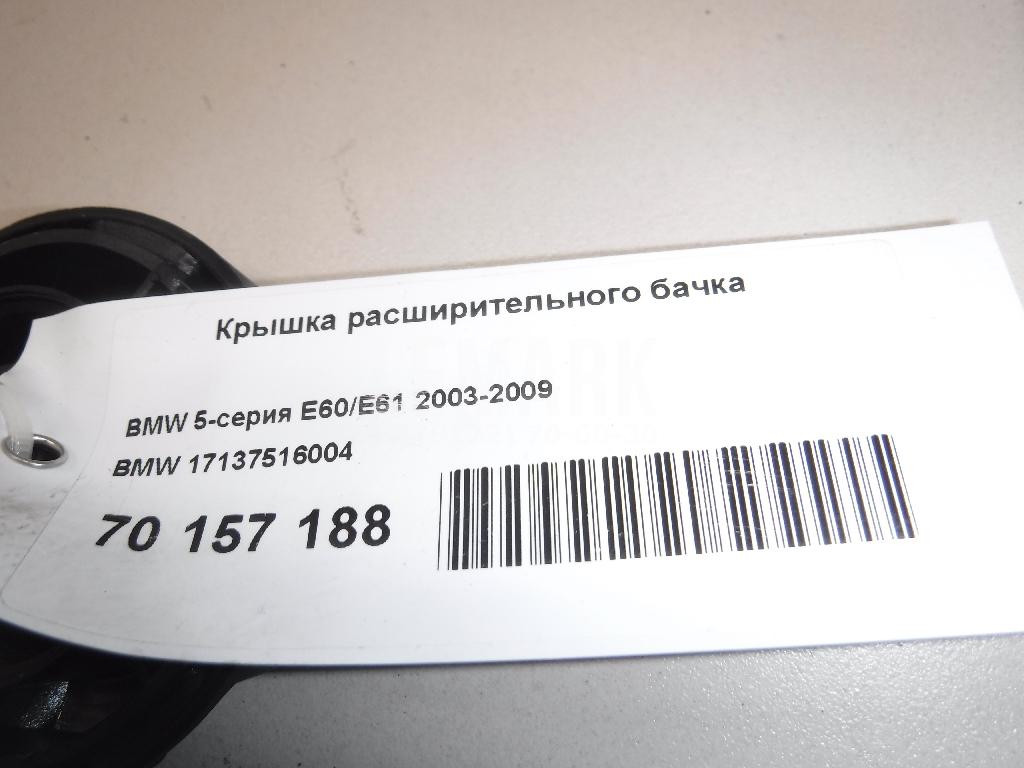 Крышка расширительного бачка
BMW 5-серия E60/E61 2003-2009
BMW 17137516004
70 157 188